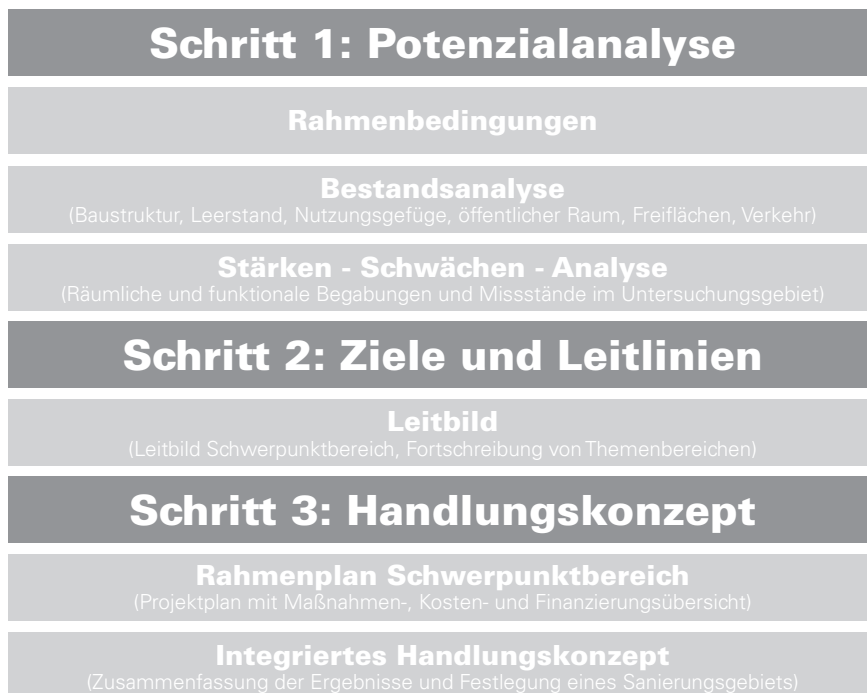 Schritt 1: Potenzialanalyse
Rahmenbedingungen
Bestandsanalyse
(Baustruktur, Leerstand, Nutzungsgefüge, öffentlicher Raum, Freiflächen, Verkehr)
Stärken - Schwächen - Analyse
(Räumliche und funktionale Begabungen und Missstände im Untersuchungsgebiet)
Schritt 2: Ziele und Leitlinien
Leitbild
(Leitbild Schwerpunktbereich, Fortschreibung von Themenbereichen)
Schritt 3: Handlungskonzept
Rahmenplan Schwerpunktbereich
(Projektplan mit Maßnahmen-, Kosten- und Finanzierungsübersicht)
Integriertes Handlungskonzept
(Zusammenfassung der Ergebnisse und Festlegung eines Sanierungsgebiets)